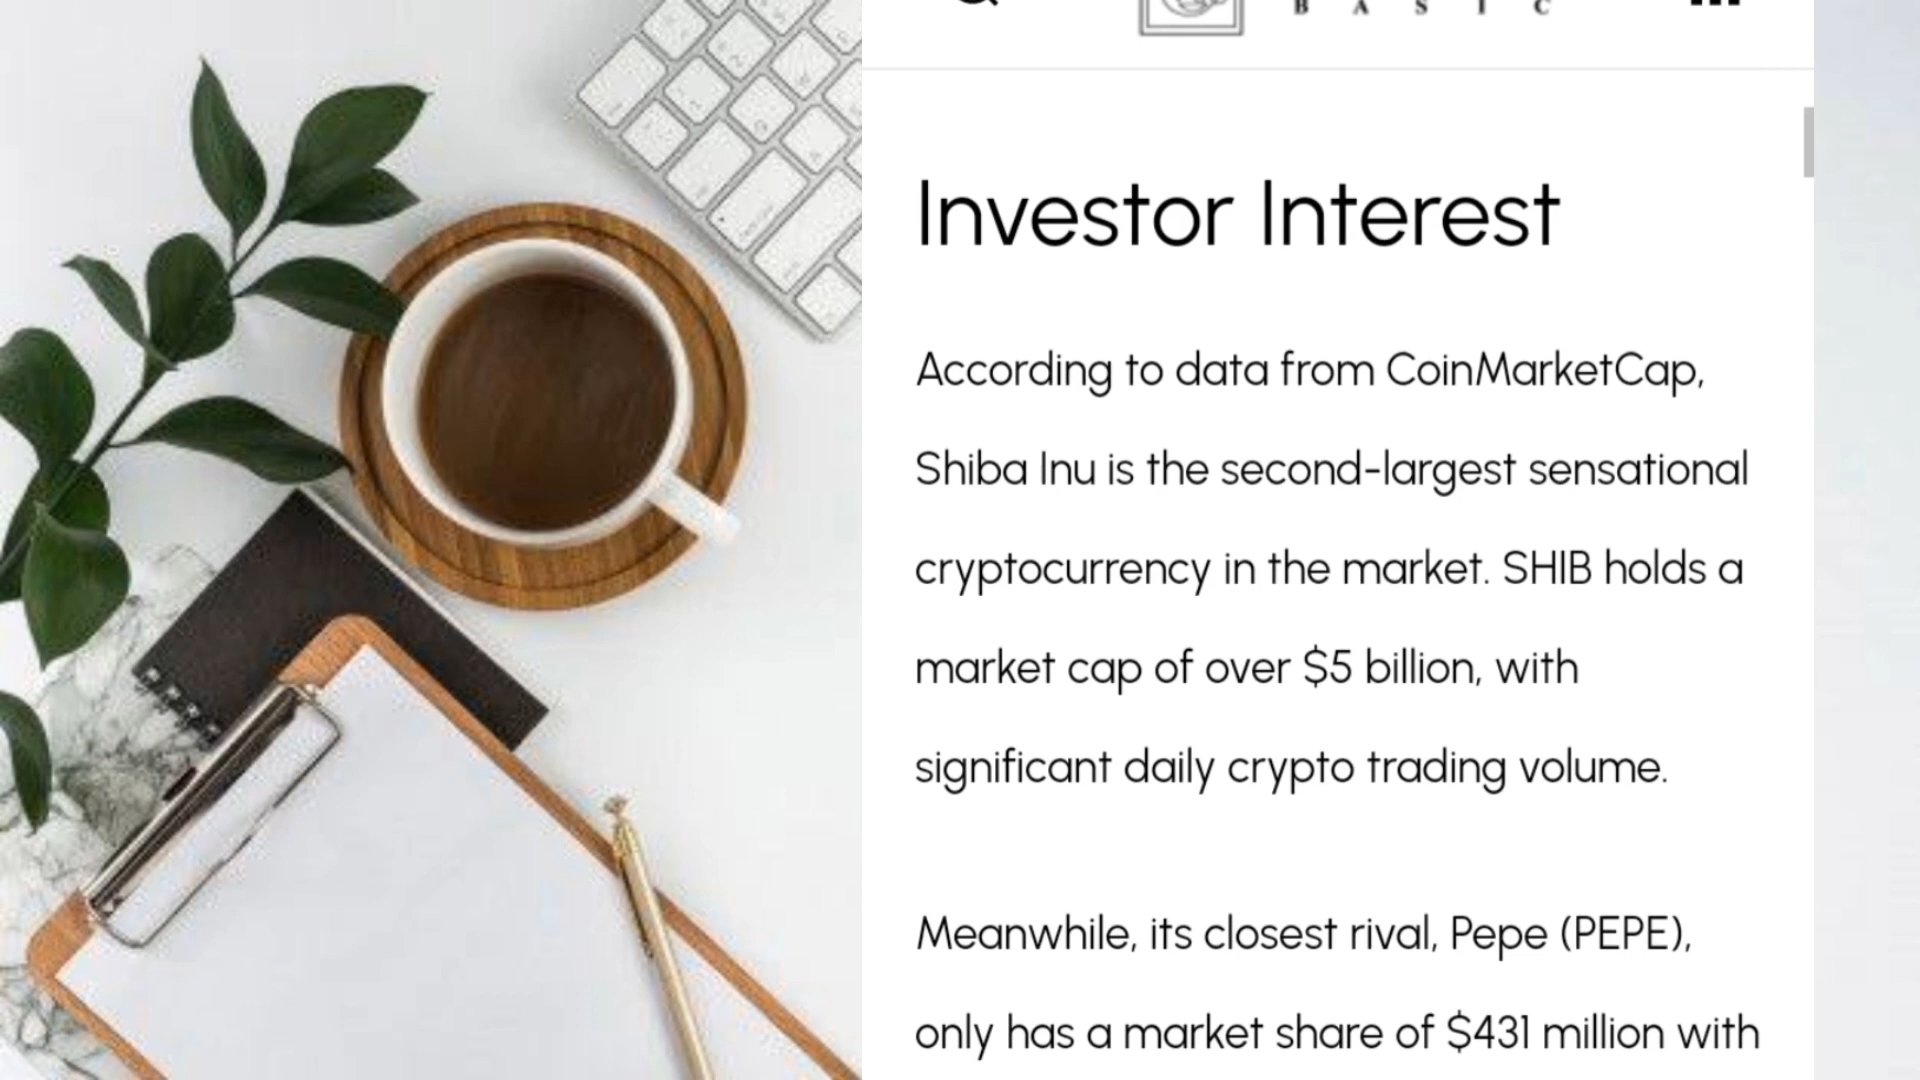 B A S I C
Investor Interest
According to data from CoinMarketCap,
Shiba Inu is the second-largest sensational
cryptocurrency in the market. SHIB holds a
market cap of over $5 billion, with
significant daily crypto trading volume.
Meanwhile, its closest rival, Pepe (PEPE),
only has a market share of $431 million with